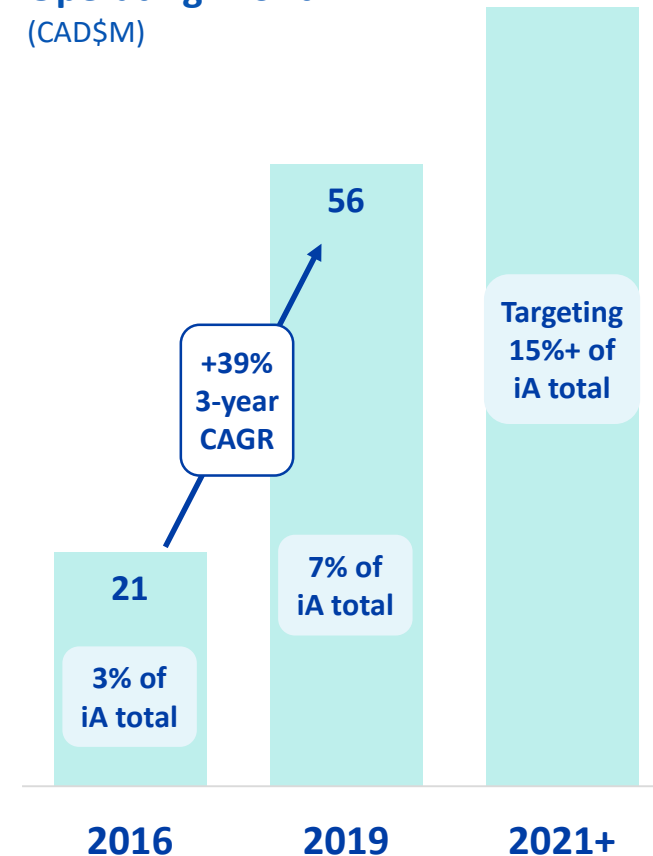 (CAD$M)
56
Targeting
15%+ of
iA total
+39%
3-year
CAGR
21
7% of
iA total
3% of
iA total
2016
2019
2021+